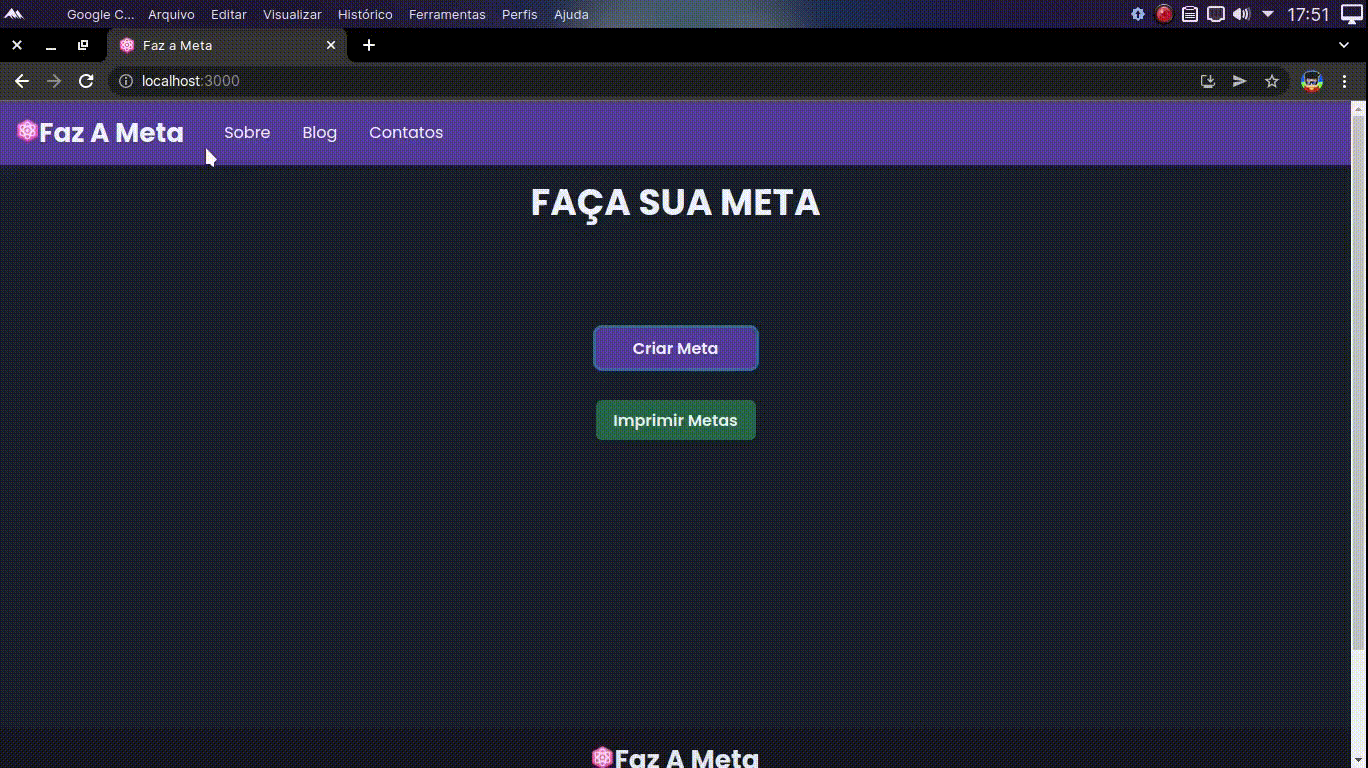 Google C... Arquivo Editar Visualizar Histórico Ferramentas Perfis Ajuda 17:51
Faz a Meta
localhost:3000
Faz A Meta Sobre Blog Contatos
FAÇA SUA META
Criar Meta
Imprimir Metas
Faz A Meta